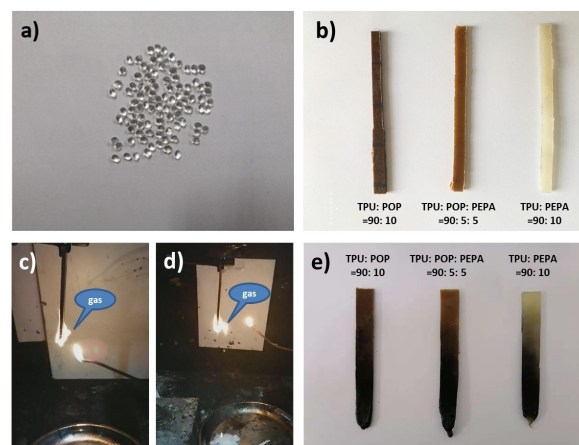 a)
b)
TPU: POP
=90: 10
TPU: POP: PEPA
=90: 5: 5
TPU: PEPA
=90: 10
c)
gas
d)
gas
e)
TPU: POP
=90: 10
TPU: POP: PEPA
=90: 5: 5
TPU: PEPA
=90: 10